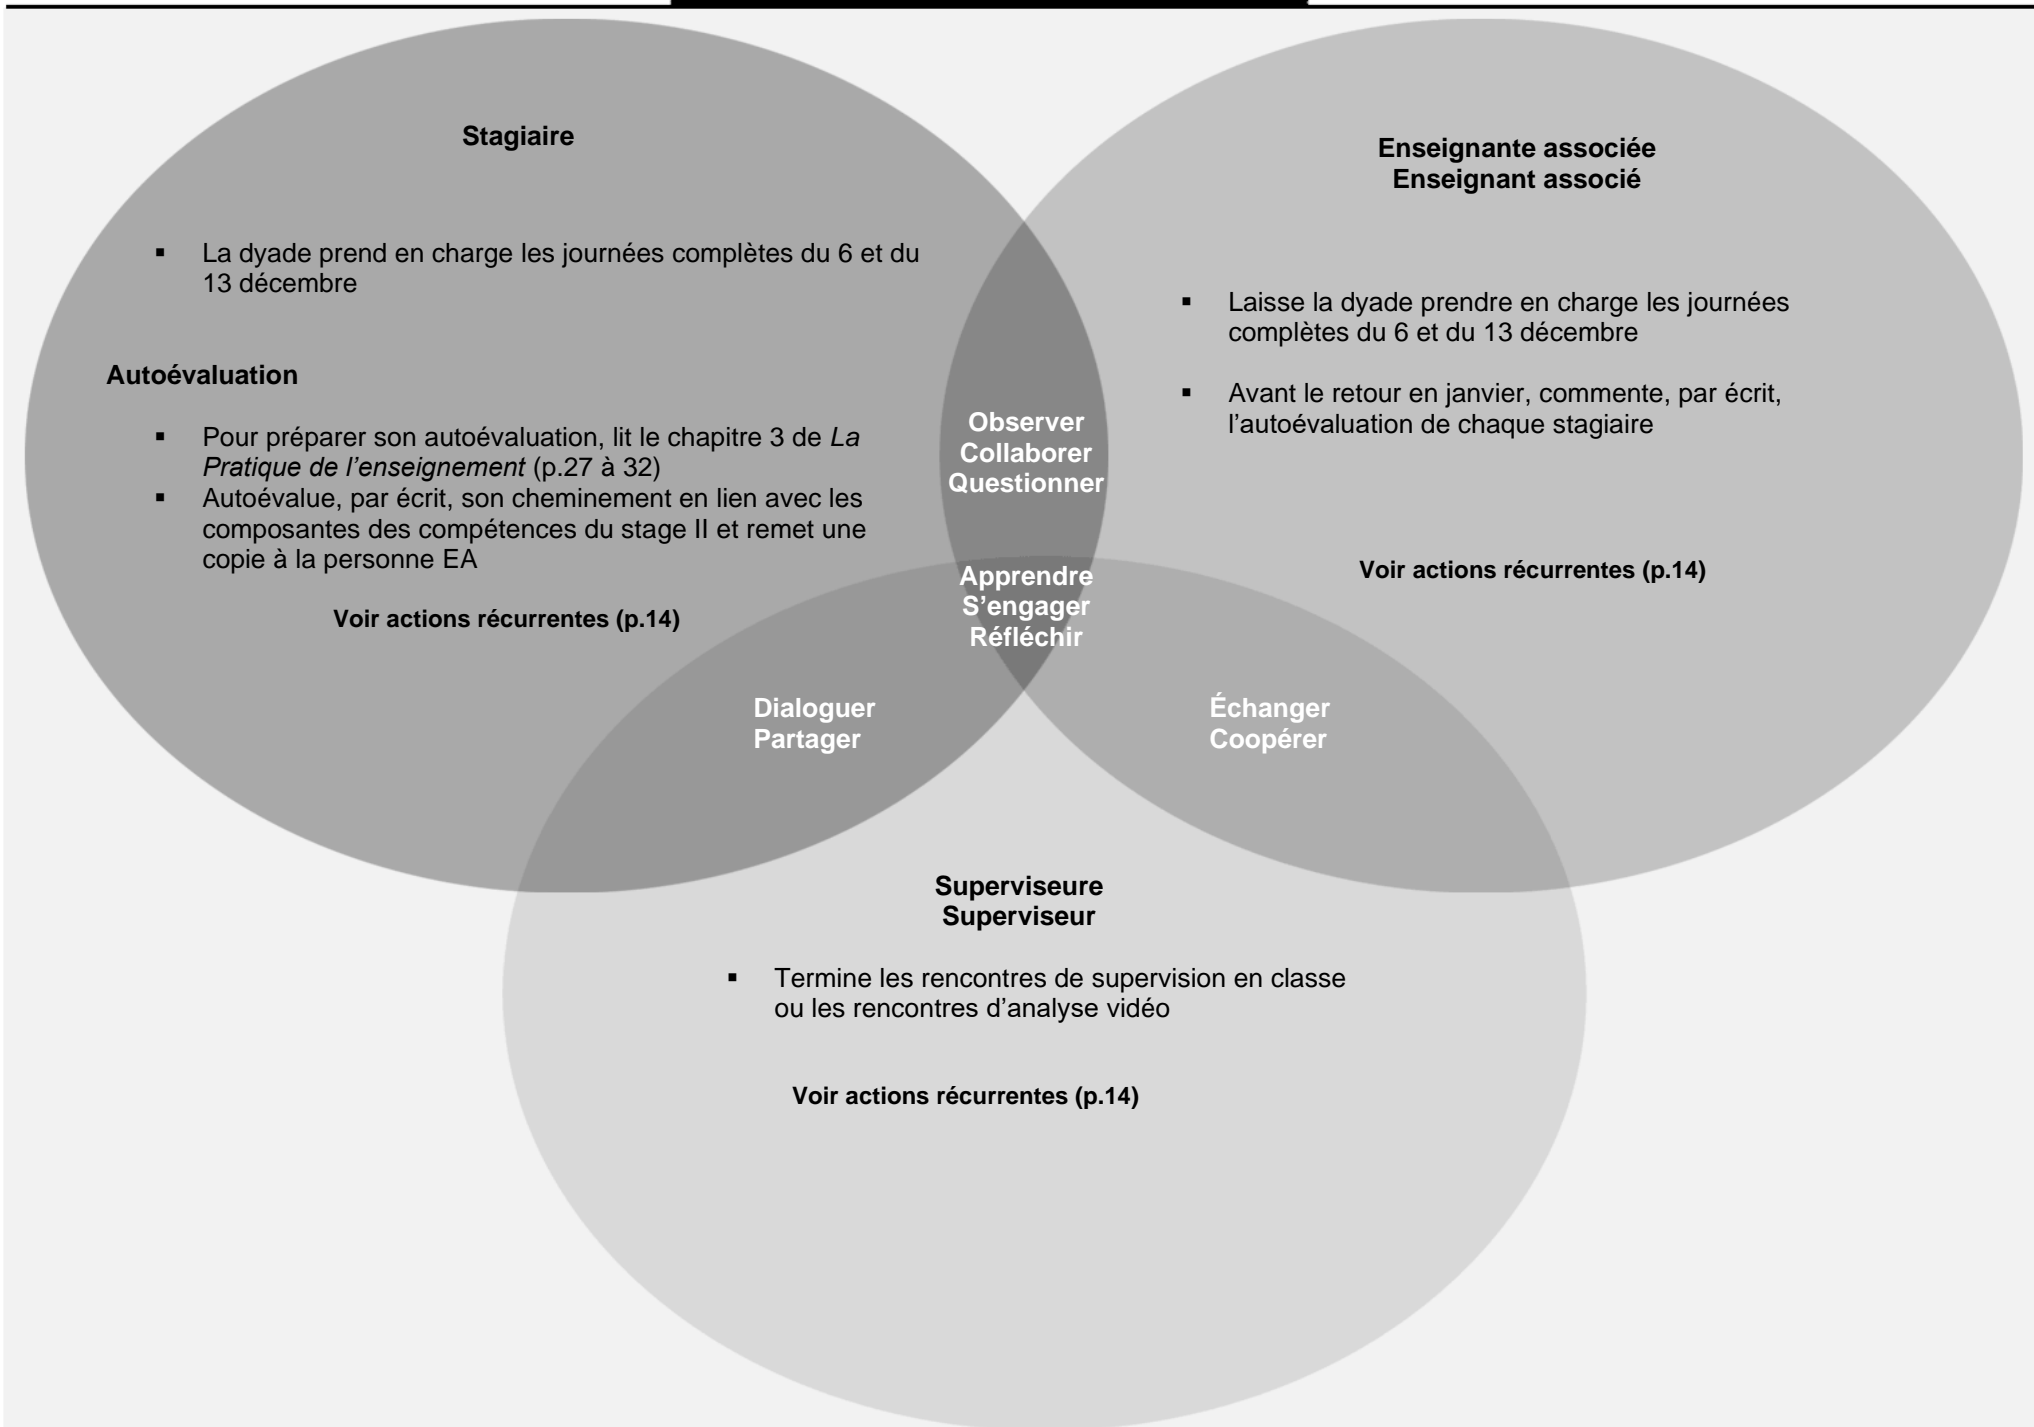 Stagiaire
▪ La dyade prend en charge les journées complètes du 6 et du
13 décembre
Autoévaluation
▪ Pour préparer son autoévaluation, lit le chapitre 3 de La
Pratique de l’enseignement (p.27 à 32)
▪ Autoévalue, par écrit, son cheminement en lien avec les
composantes des compétences du stage II et remet une
copie à la personne EA
Voir actions récurrentes (p.14)
Enseignante associée
Enseignant associé
▪ Laisse la dyade prendre en charge les journées
complètes du 6 et du 13 décembre
▪ Avant le retour en janvier, commente, par écrit,
l’autoévaluation de chaque stagiaire
Voir actions récurrentes (p.14)
Observer
Collaborer
Questionner
Apprendre
S’engager
Réfléchir
Dialoguer
Partager
Échanger
Coopérer
Superviseure
Superviseur
▪ Termine les rencontres de supervision en classe
ou les rencontres d’analyse vidéo
Voir actions récurrentes (p.14)